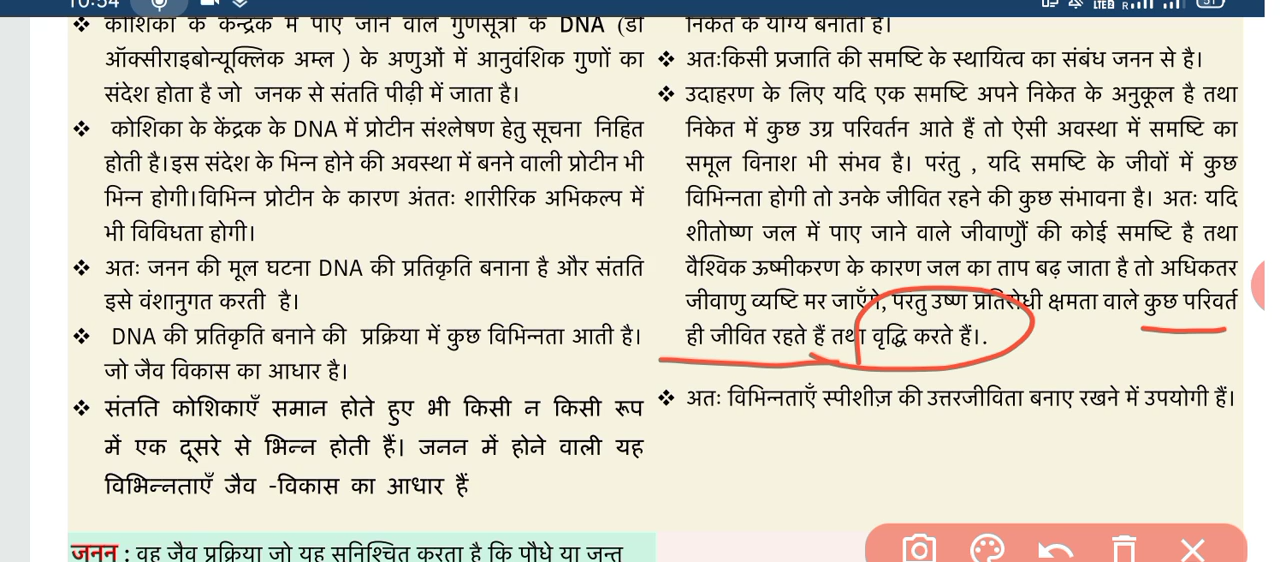 10:54
❖ कोशिका के केन्द्रक में पाए जाने वाले गुणसूत्रों के DNA (डी
ऑक्सीराइबोन्यूक्लिक अम्ल ) के अणुओं में आनुवंशिक गुणों का
संदेश होता है जो जनक से संतति पीढ़ी में जाता है।
❖ कोशिका के केंद्रक के DNA में प्रोटीन संश्लेषण हेतु सूचना निहित
होती है।इस संदेश के भिन्न होने की अवस्था में बनने वाली प्रोटीन भी
भिन्न होगी।विभिन्न प्रोटीन के कारण अंततः शारीरिक अभिकल्प में
भी विविधता होगी।
❖ अतः जनन की मूल घटना DNA की प्रतिकृति बनाना है और संतति
इसे वंशानुगत करती है।
❖ DNA की प्रतिकृति बनाने की प्रक्रिया में कुछ विभिन्नता आती है।
जो जैव विकास का आधार है।
❖ संतति कोशिकाएँ समान होते हुए भी किसी न किसी रूप
में एक दूसरे से भिन्न होती हैं। जनन में होने वाली यह
विभिन्नताएँ जैव -विकास का आधार हैं
जनन : वह जैव प्रक्रिया जो यह सुनिश्चित करता है कि पौधे या जन्तु
निकेत के योग्य बनाती है।
❖ अतःकिसी प्रजाति की समष्टि के स्थायित्व का संबंध जनन से है।
❖ उदाहरण के लिए यदि एक समष्टि अपने निकेत के अनुकूल है तथा
निकेत में कुछ उग्र परिवर्तन आते हैं तो ऐसी अवस्था में समष्टि का
समूल विनाश भी संभव है। परंतु , यदि समष्टि के जीवों में कुछ
विभिन्नता होगी तो उनके जीवित रहने की कुछ संभावना है। अतः यदि
शीतोष्ण जल में पाए जाने वाले जीवाणुओं की कोई समष्टि है तथा
वैश्विक ऊष्मीकरण के कारण जल का ताप बढ़ जाता है तो अधिकतर
जीवाणु व्यष्टि मर जाएँगे, परंतु उष्ण प्रतिरोधी क्षमता वाले कुछ परिवर्त
ही जीवित रहते हैं तथा वृद्धि करते हैं।.
❖ अतः विभिन्नताएँ स्पीशीज़ की उत्तरजीविता बनाए रखने में उपयोगी हैं।